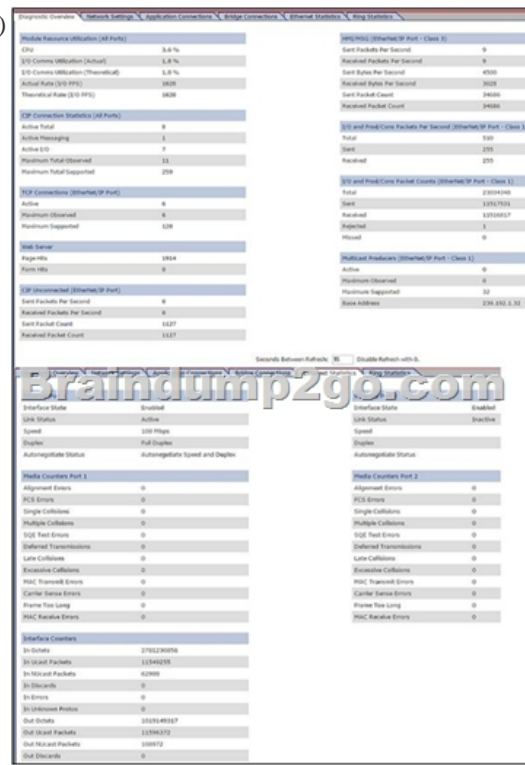 )
Diagnostic Overview Network Settings Application Connections Bridge Connections Ethernet Statistics Ring Statistics
Module Resource Utilization (All Ports)
CPU 3.6 %
I/O Comms Utilization (Actual) 1.8 %
I/O Comms Utilization (Theoretical) 1.8 %
Actual Rate (I/O PPS) 1028
Theoretical Rate (I/O PPS) 1028
CIP Connection Statistics (All Ports)
Active Total 8
Active Messaging 1
Active I/O 7
Maximum Total Observed 11
Maximum Total Supported 259
TCP Connections (EtherNet/IP Port)
Active 6
Maximum Observed 6
Maximum Supported 128
Web Server
Page Hits 1914
Form Hits 0
CIP Unconnected (EtherNet/IP Port)
Sent Packets Per Second 6
Received Packets Per Second 6
Sent Packet Count 1127
Received Packet Count 1127
HMI/MSG (EtherNet/IP Port - Class 3)
Sent Packets Per Second 9
Received Packets Per Second 9
Sent Bytes Per Second 4500
Received Bytes Per Second 3028
Sent Packet Count 34686
Received Packet Count 34686
I/O and Prod/Cons Packets Per Second (EtherNet/IP Port - Class 1
Total 510
Sent 255
Received 255
I/O and Prod/Cons Packet Counts (EtherNet/IP Port - Class 1)
Total 23034348
Sent 11517531
Received 11516817
Rejected 1
Missed 0
Multicast Producers (EtherNet/IP Port - Class 1)
Active 0
Maximum Observed 0
Maximum Supported 32
Base Address 239.192.1.32
Seconds Between Refresh: Disable Refresh with 0.
Overview Network Settings Application Connections Bridge Connections Statistics Ring Statistics
Braindump2go.com
Interface State Enabled
Link Status Active
Speed 100 Mbps
Duplex Full Duplex
Autonegotiate Status Autonegotiate Speed and Duplex
Media Counters Port 1
Alignment Errors 0
FCS Errors 0
Single Collisions 0
Multiple Collisions 0
SQE Test Errors 0
Deferred Transmissions 0
Late Collisions 0
Excessive Collisions 0
MAC Transmit Errors 0
Carrier Sense Errors 0
Frame Too Long 0
MAC Receive Errors 0
Interface Counters
In Octets 2781230856
In Ucast Packets 11549255
In NUcast Packets 62988
In Discards 0
In Errors 0
In Unknown Protos 0
Out Octets 1019149317
Out Ucast Packets 11596372
Out NUcast Packets 108972
Out Discards 0
Interface State Enabled
Link Status Inactive
Speed
Duplex
Autonegotiate Status
Media Counters Port 2
Alignment Errors 0
FCS Errors 0
Single Collisions 0
Multiple Collisions 0
SQE Test Errors 0
Deferred Transmissions 0
Late Collisions 0
Excessive Collisions 0
MAC Transmit Errors 0
Carrier Sense Errors 0
Frame Too Long 0
MAC Receive Errors 0